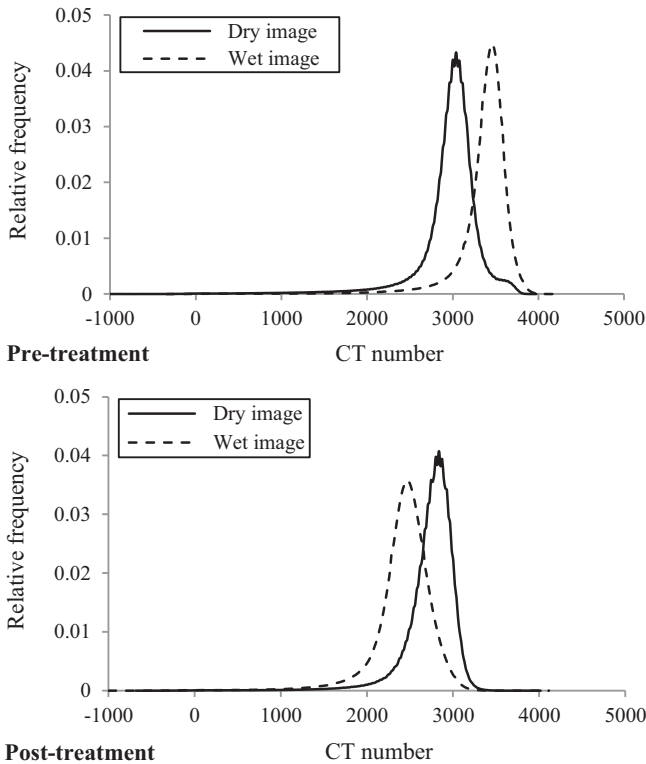 Dry image
Wet image
Relative frequency
0.05
0.04
0.03
0.02
0.01
0
-1000 0 1000 2000 3000 4000 5000
Pre-treatment CT number
Dry image
Wet image
Relative frequency
0.05
0.04
0.03
0.02
0.01
0
-1000 0 1000 2000 3000 4000 5000
Post-treatment CT number